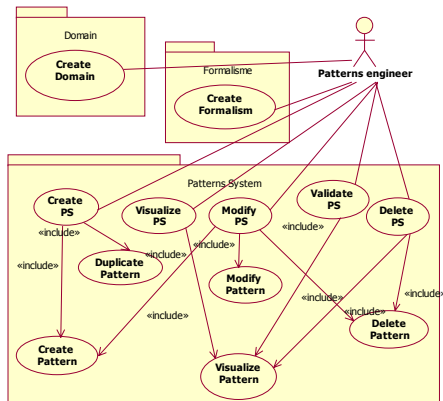 Domain
Create
Domain
Formalisme
Create
Formalism
Patterns engineer
Patterns System
Create
PS
Visualize
PS
Modify
PS
Validate
PS
Delete
PS
«include»
«include»
«include»
«include»
«include»
«include»
«include»
«include»
«include»
Duplicate
Pattern
Modify
Pattern
Create
Pattern
Visualize
Pattern
Delete
Pattern